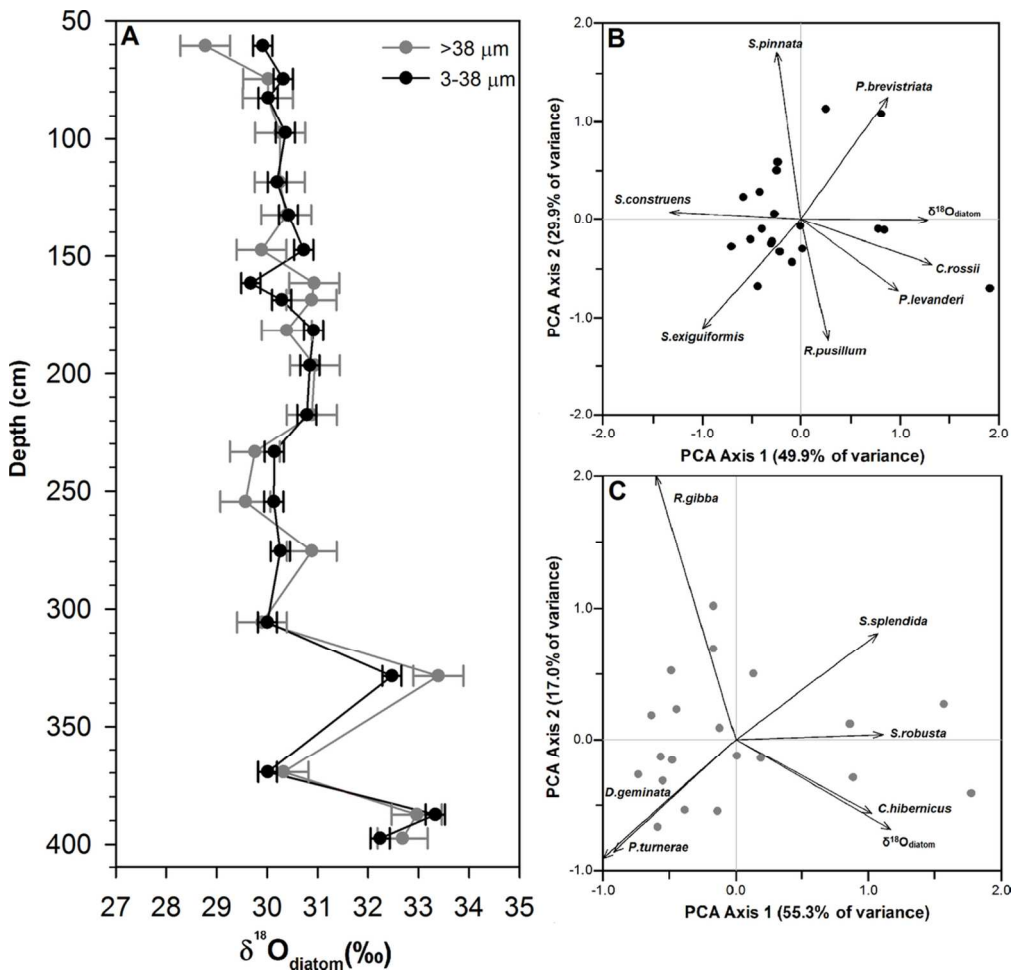 A
>38 μm
3-38 μm
50
100
150
200
250
300
350
400
Depth (cm)
27 28 29 30 31 32 33 34 35
δ¹⁸O_diatom(‰)
B
2.0
1.0
0.0
-1.0
-2.0
PCA Axis 2 (29.9% of variance)
S.pinnata
P.brevistriata
S.construens
δ¹⁸O_diatom
C.rossii
P.levanderi
S.exiguiformis
R.pusillum
-2.0 -1.0 0.0 1.0 2.0
PCA Axis 1 (49.9% of variance)
C
2.0
1.0
0.0
-1.0
PCA Axis 2 (17.0% of variance)
R.gibba
S.splendida
S.robusta
D.geminata
C.hibernicus
P.turnerae
δ¹⁸O_diatom
-1.0 0.0 1.0 2.0
PCA Axis 1 (55.3% of variance)